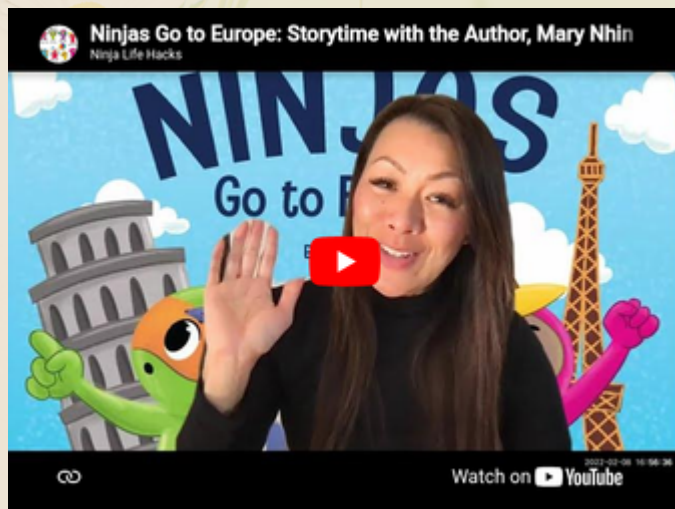 Ninjas Go to Europe: Storytime with the Author, Mary Nhin
Ninja Life Hacks
NINJAS
Go to E
B
2022-02-08 16:56:36
Watch on YouTube